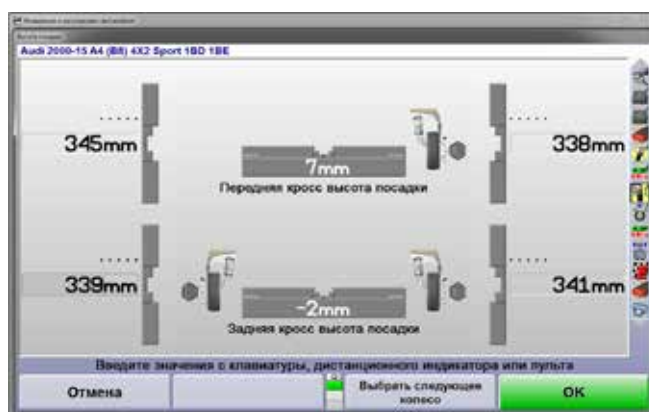 Audi 2000-15 A4 (B6) 4X2 Sport 1BD 1BE
345mm
338mm
7mm
Передняя кросс высота посадки
339mm
341mm
-2mm
Задняя кросс высота посадки
Введите значения с клавиатуры, дистанционного индикатора или пульта
Отмена
Выбрать следующее
колесо
OK